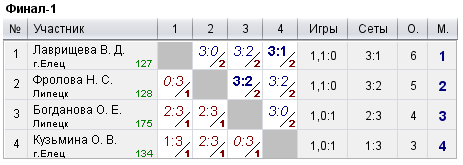 Финал-1
№ Участник 1 2 3 4 Игры Сеты О. М.
1 Лаврищева В. Д. 3:0 3:2 3:1 1,1:0 3:1 6 1
г.Елец 127 2 2 2
2 Фролова Н. С. 0:3 3:2 3:2 1,1:0 3:2 5 2
Липецк 128 1 2 2
3 Богданова О. Е. 2:3 2:3 3:0 1,0:1 2:3 4 3
Липецк 175 1 1 2
4 Кузьмина О. В. 1:3 2:3 0:3 1,0:1 1:3 3 4
г.Елец 134 1 1 1